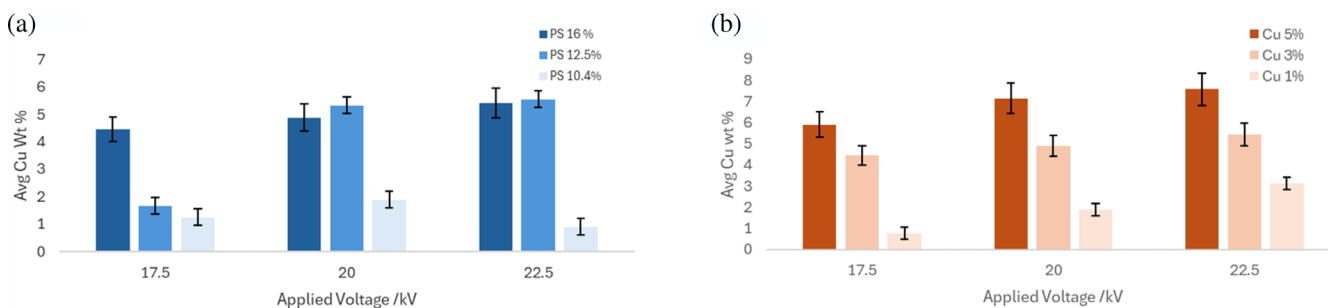 (a)
PS 16 %
PS 12.5%
PS 10.4%
7
6
5
4
3
2
1
0
Avg Cu Wt %
17.5 20 22.5
Applied Voltage /kV
(b)
Cu 5%
Cu 3%
Cu 1%
9
8
7
6
5
4
3
2
1
0
Avg Cu wt %
17.5 20 22.5
Applied Voltage /kV